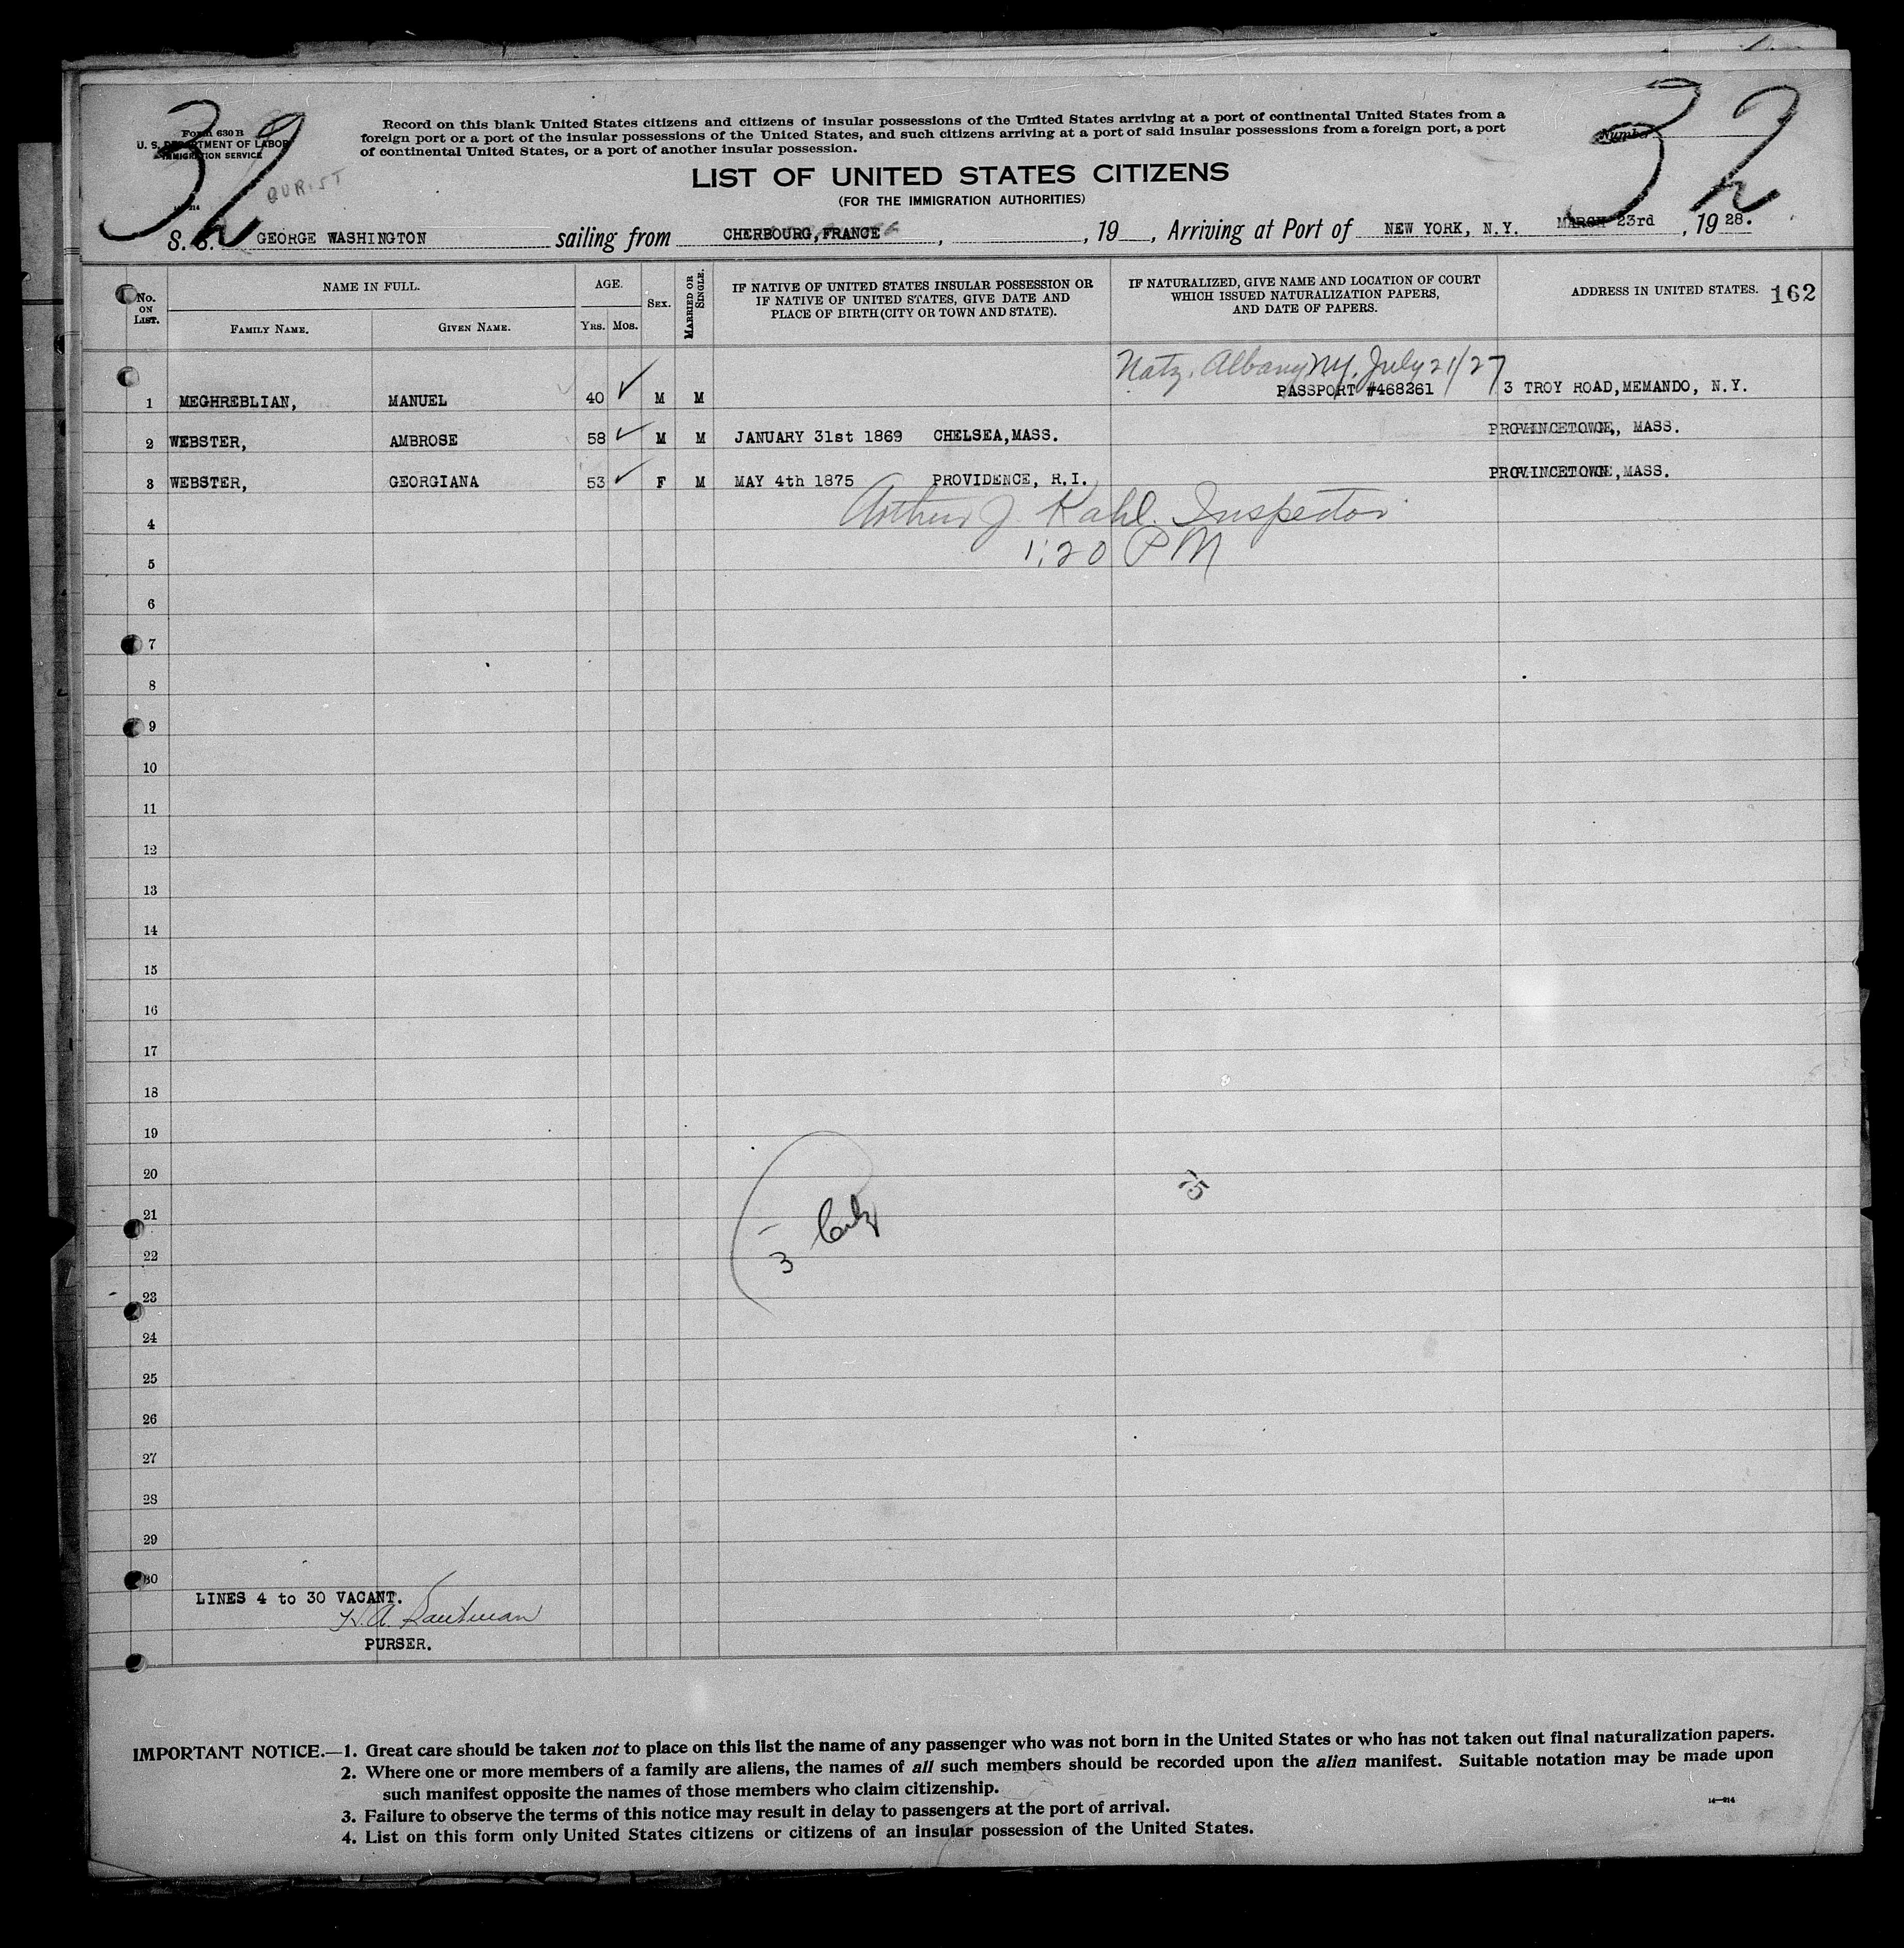 32
32
Form 630 B
U. S. DEPARTMENT OF LABOR
IMMIGRATION SERVICE
OURIST
Record on this blank United States citizens and citizens of insular possessions of the United States arriving at a port of continental United States from a
foreign port or a port of the insular possessions of the United States, and such citizens arriving at a port of said insular possessions from a foreign port, a port
of continental United States, or a port of another insular possession.
Number
LIST OF UNITED STATES CITIZENS
(FOR THE IMMIGRATION AUTHORITIES)
S. S. GEORGE WASHINGTON sailing from CHERBOURG, FRANCE, , 19 , Arriving at Port of NEW YORK, N.Y. MARCH 23rd , 19 28.
No. ON LIST. NAME IN FULL. FAMILY NAME. GIVEN NAME. AGE. YRS. MOS. SEX. MARRIED OR SINGLE.
IF NATIVE OF UNITED STATES INSULAR POSSESSION OR
IF NATIVE OF UNITED STATES, GIVE DATE AND
PLACE OF BIRTH (CITY OR TOWN AND STATE).
IF NATURALIZED, GIVE NAME AND LOCATION OF COURT
WHICH ISSUED NATURALIZATION PAPERS,
AND DATE OF PAPERS.
ADDRESS IN UNITED STATES. 162
Natz. Albany NY. July 21/27
1 MEGHREBLIAN, MANUEL 40 M M PASSPORT #468261 3 TROY ROAD, MEMANDO, N.Y.
2 WEBSTER, AMBROSE 58 M M JANUARY 31st 1869 CHELSEA, MASS. PROVINCETOWN, MASS.
3 WEBSTER, GEORGIANA 53 F M MAY 4th 1875 PROVIDENCE, R.I. PROVINCETOWN, MASS.
Arthur J. Kahl. Inspector
4
1:20 PM
5
6
7
8
9
10
11
12
13
14
15
16
17
18
19
20
75
21
22
3
23
24
25
26
27
28
29
30
LINES 4 to 30 VACANT.
PURSER.
IMPORTANT NOTICE.—1. Great care should be taken not to place on this list the name of any passenger who was not born in the United States or who has not taken out final naturalization papers.
2. Where one or more members of a family are aliens, the names of all such members should be recorded upon the alien manifest. Suitable notation may be made upon
such manifest opposite the names of those members who claim citizenship.
3. Failure to observe the terms of this notice may result in delay to passengers at the port of arrival.
14—214
4. List on this form only United States citizens or citizens of an insular possession of the United States.